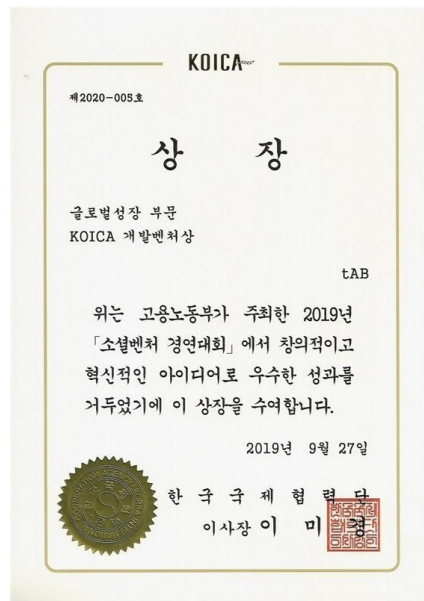 KOICA
제2020-005호
상 장
글로벌성장 부문
KOICA 개발벤처상
tAB
위는 고용노동부가 주최한 2019년
「소셜벤처 경연대회」에서 창의적이고
혁신적인 아이디어로 우수한 성과를
거두었기에 이 상장을 수여합니다.
2019년 9월 27일
한국국제협력단
이사장 이미경